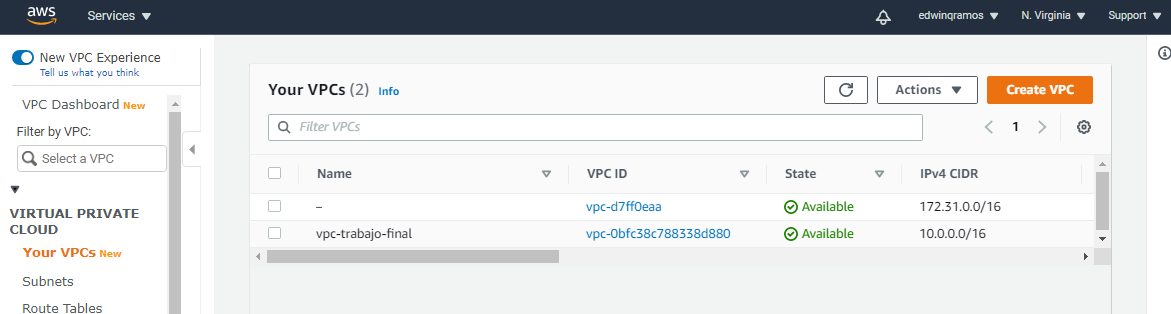 aws Services edwinqramos N. Virginia Support
New VPC Experience
Tell us what you think
VPC Dashboard New
Filter by VPC:
Select a VPC
VIRTUAL PRIVATE
CLOUD
Your VPCs New
Subnets
Route Tables
Your VPCs (2) Info
Actions Create VPC
Filter VPCs
1
Name VPC ID State IPv4 CIDR
– vpc-d7ff0eaa Available 172.31.0.0/16
vpc-trabajo-final vpc-0bfc38c788338d880 Available 10.0.0.0/16